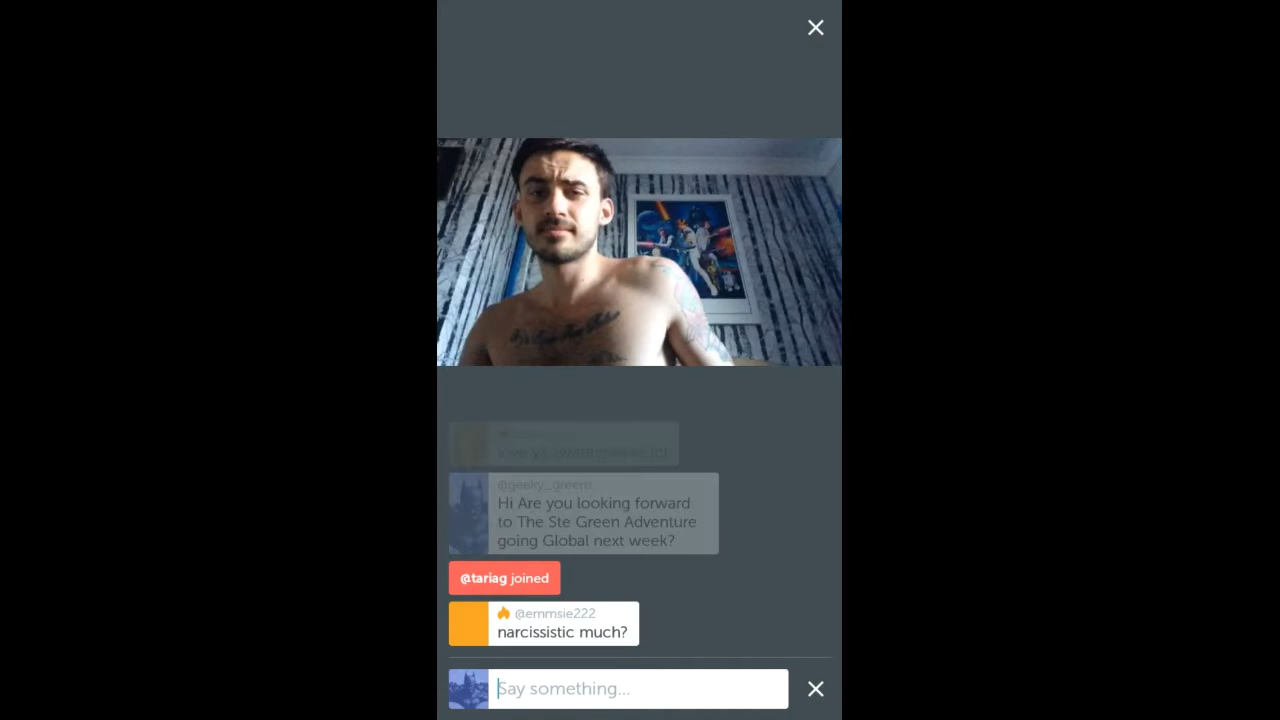 @geeky_green
Hi Are you looking forward
to The Ste Green Adventure
going Global next week?
@tariag joined
@emmsie222
narcissistic much?
Say something...